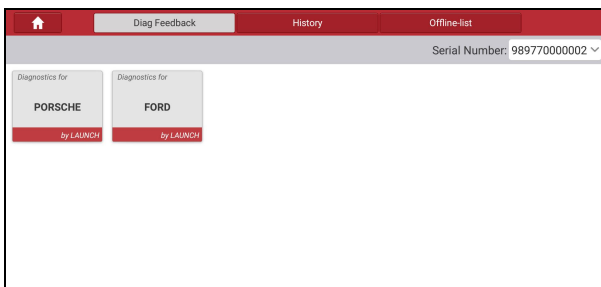 Diag Feedback
History
Offline-list
Serial Number: 989770000002
Diagnostics for
PORSCHE
by LAUNCH
Diagnostics for
FORD
by LAUNCH